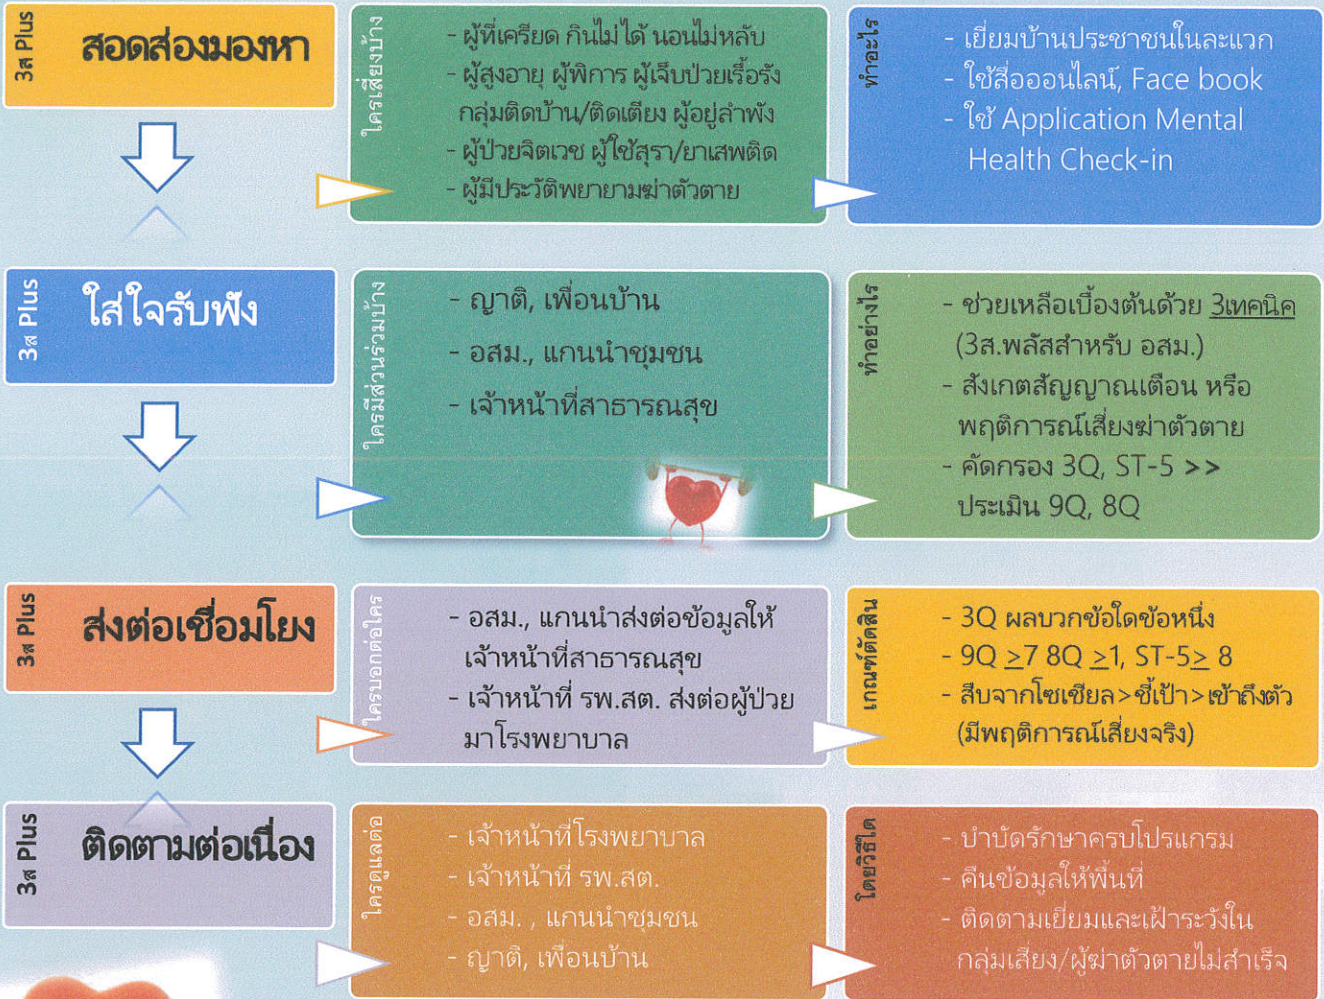 3ส Plus
สอดส่องมองหา
ใครเสี่ยงบ้าง
- ผู้ที่เครียด กินไม่ได้ นอนไม่หลับ
- ผู้สูงอายุ ผู้พิการ ผู้เจ็บป่วยเรื้อรัง
กลุ่มติดบ้าน/ติดเตียง ผู้อยู่ลำพัง
- ผู้ป่วยจิตเวช ผู้ใช้สุรา/ยาเสพติด
- ผู้มีประวัติพยายามฆ่าตัวตาย
ทำอะไร
- เยี่ยมบ้านประชาชนในละแวก
- ใช้สื่อออนไลน์, Face book
- ใช้ Application Mental
Health Check-in
3ส Plus
ใส่ใจรับฟัง
ใครมีส่วนร่วมบ้าง
- ญาติ, เพื่อนบ้าน
- อสม., แกนนำชุมชน
- เจ้าหน้าที่สาธารณสุข
ทำอย่างไร
- ช่วยเหลือเบื้องต้นด้วย 3เทคนิค
(3ส.พลัสสำหรับ อสม.)
- สังเกตสัญญาณเตือน หรือ
พฤติการณ์เสี่ยงฆ่าตัวตาย
- คัดกรอง 3Q, ST-5 >>
ประเมิน 9Q, 8Q
3ส Plus
ส่งต่อเชื่อมโยง
ใครบอกต่อใคร
- อสม., แกนนำส่งต่อข้อมูลให้
เจ้าหน้าที่สาธารณสุข
- เจ้าหน้าที่ รพ.สต. ส่งต่อผู้ป่วย
มาโรงพยาบาล
เกณฑ์ตัดสิน
- 3Q ผลบวกข้อใดข้อหนึ่ง
- 9Q ≥7 8Q ≥1, ST-5≥ 8
- สืบจากโซเชียล>ชี้เป้า>เข้าถึงตัว
(มีพฤติการณ์เสี่ยงจริง)
3ส Plus
ติดตามต่อเนื่อง
ใครดูแลต่อ
- เจ้าหน้าที่โรงพยาบาล
- เจ้าหน้าที่ รพ.สต.
- อสม. , แกนนำชุมชน
- ญาติ, เพื่อนบ้าน
โดยวิธีใด
- บำบัดรักษาครบโปรแกรม
- คืนข้อมูลให้พื้นที่
- ติดตามเยี่ยมและเฝ้าระวังใน
กลุ่มเสี่ยง/ผู้ฆ่าตัวตายไม่สำเร็จ